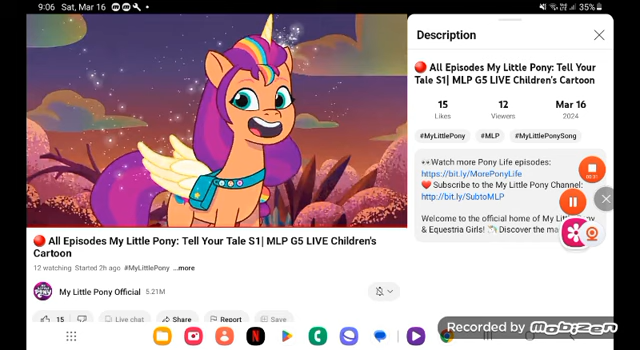 9:06 Sat, Mar 16
35%
Description
🔴 All Episodes My Little Pony: Tell Your
Tale S1| MLP G5 LIVE Children's
Cartoon
15 12 Mar 16
Likes Viewers 2024
#MyLittlePony #MLP #MyLittlePonySong
👀Watch more Pony Life episodes:
https://bit.ly/MorePonyLife
❤️ Subscribe to the My Little Pony Channel:
http://bit.ly/SubtoMLP
Welcome to the official home of My
& Equestria Girls! Discover the
🔴 All Episodes My Little Pony: Tell Your Tale S1| MLP G5 LIVE Children's
Cartoon
12 watching Started 2h ago #MyLittlePony ...more
My Little Pony Official 5.21M
15 Live chat Share Report Save
Recorded by Mobizen